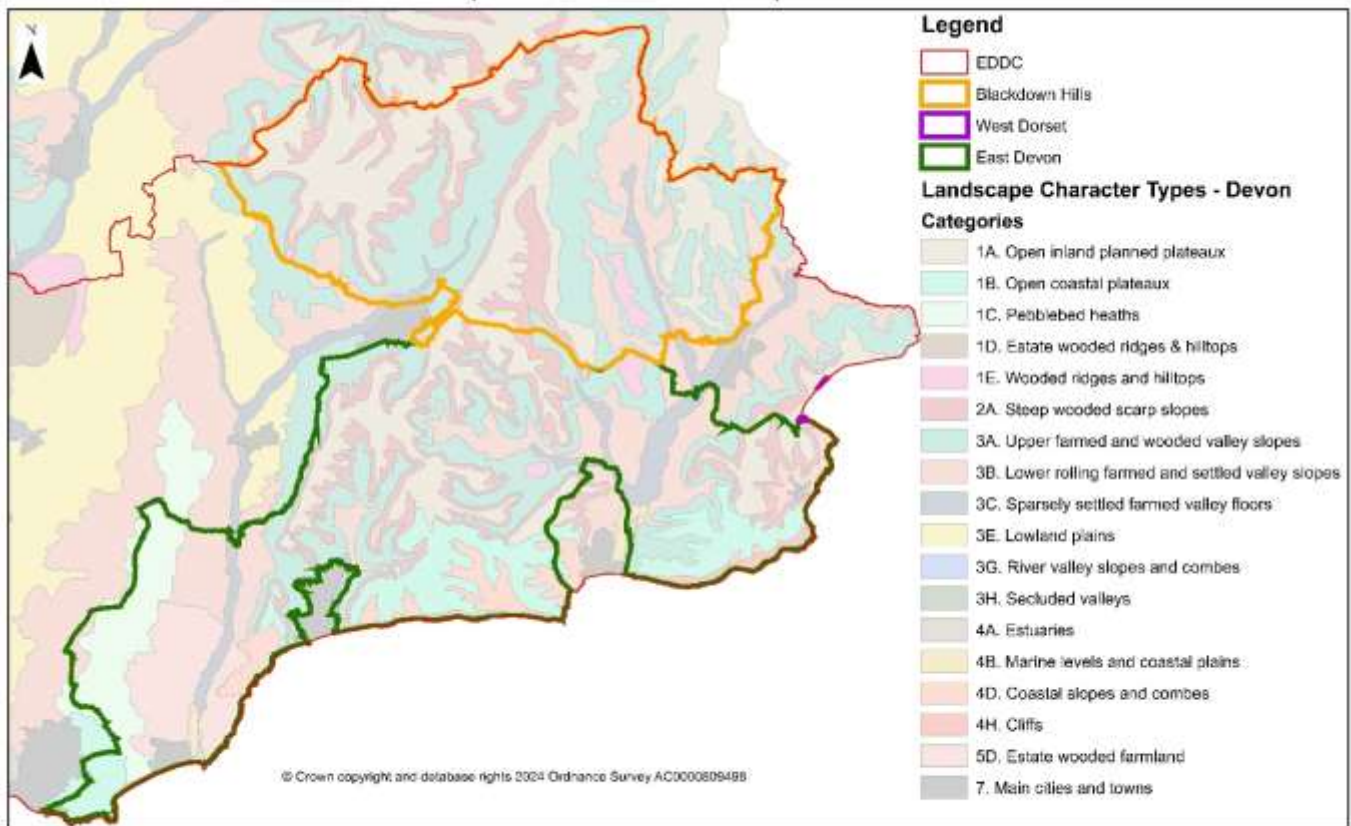 N
Legend
EDDC
Blackdown Hills
West Dorset
East Devon
Landscape Character Types - Devon
Categories
1A. Open inland planned plateaux
1B. Open coastal plateaux
1C. Pebblebed heaths
1D. Estate wooded ridges & hilltops
1E. Wooded ridges and hilltops
2A. Steep wooded scarp slopes
3A. Upper farmed and wooded valley slopes
3B. Lower rolling farmed and settled valley slopes
3C. Sparsely settled farmed valley floors
3E. Lowland plains
3G. River valley slopes and combes
3H. Secluded valleys
4A. Estuaries
4B. Marine levels and coastal plains
4D. Coastal slopes and combes
4H. Cliffs
5D. Estate wooded farmland
7. Main cities and towns
© Crown copyright and database rights 2024 Ordnance Survey AC0000809498